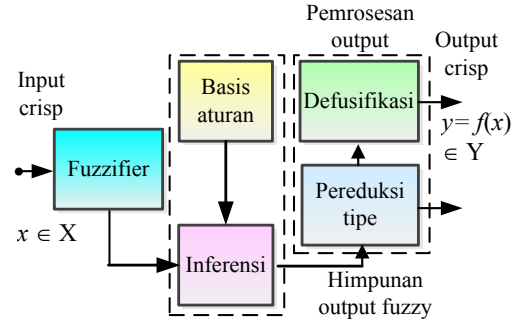 Pemrosesan
output
Output
crisp
Input
crisp
Basis
aturan
Defusifikasi
y= f(x)
∈ Y
Fuzzifier
Pereduksi
tipe
x ∈ X
Inferensi
Himpunan
output fuzzy